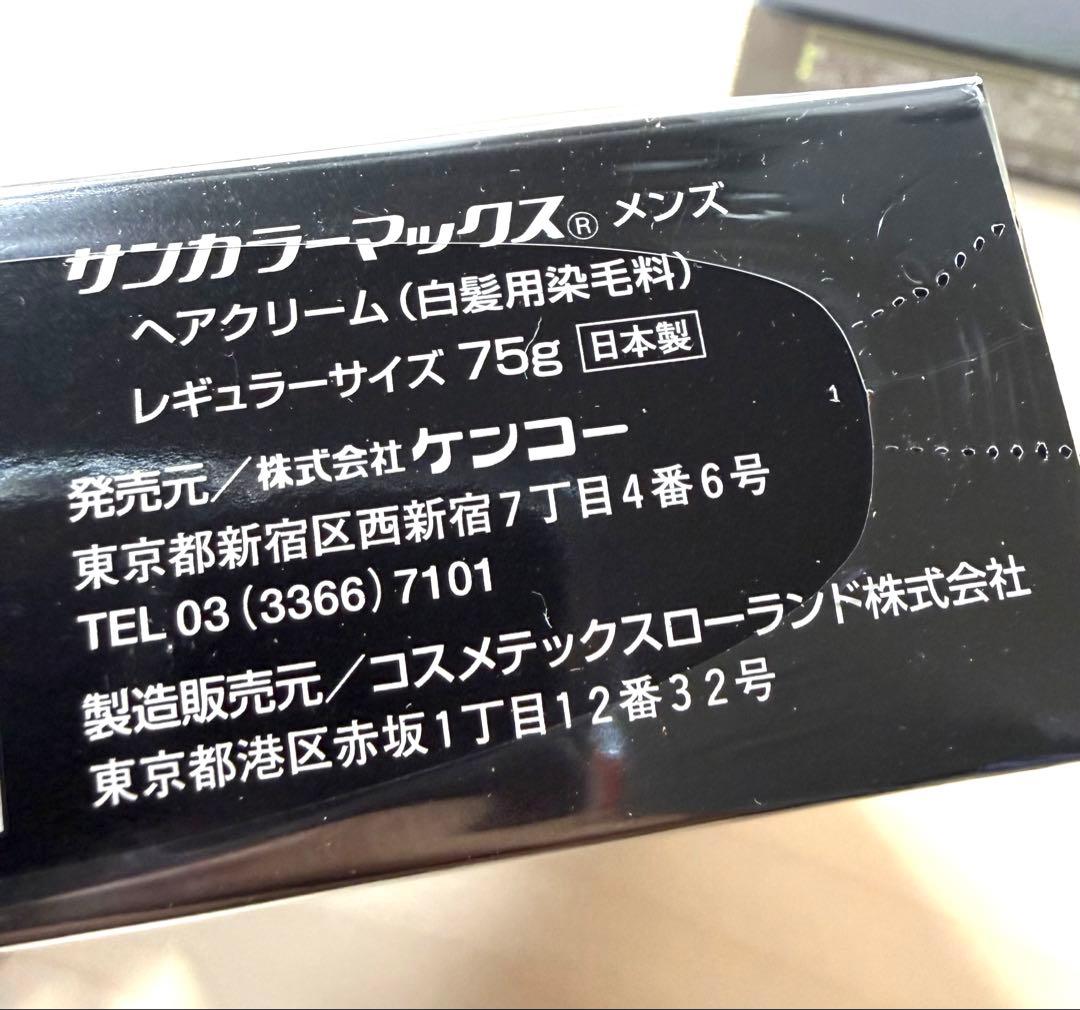 サンカラーマックス® メンズ
ヘアクリーム(白髪用染毛料)
レギュラーサイズ 75g 日本製
1
発売元/株式会社ケンコー
東京都新宿区西新宿7丁目4番6号
TEL 03(3366)7101
製造販売元/コスメテックスローランド株式会社
東京都港区赤坂1丁目12番32号